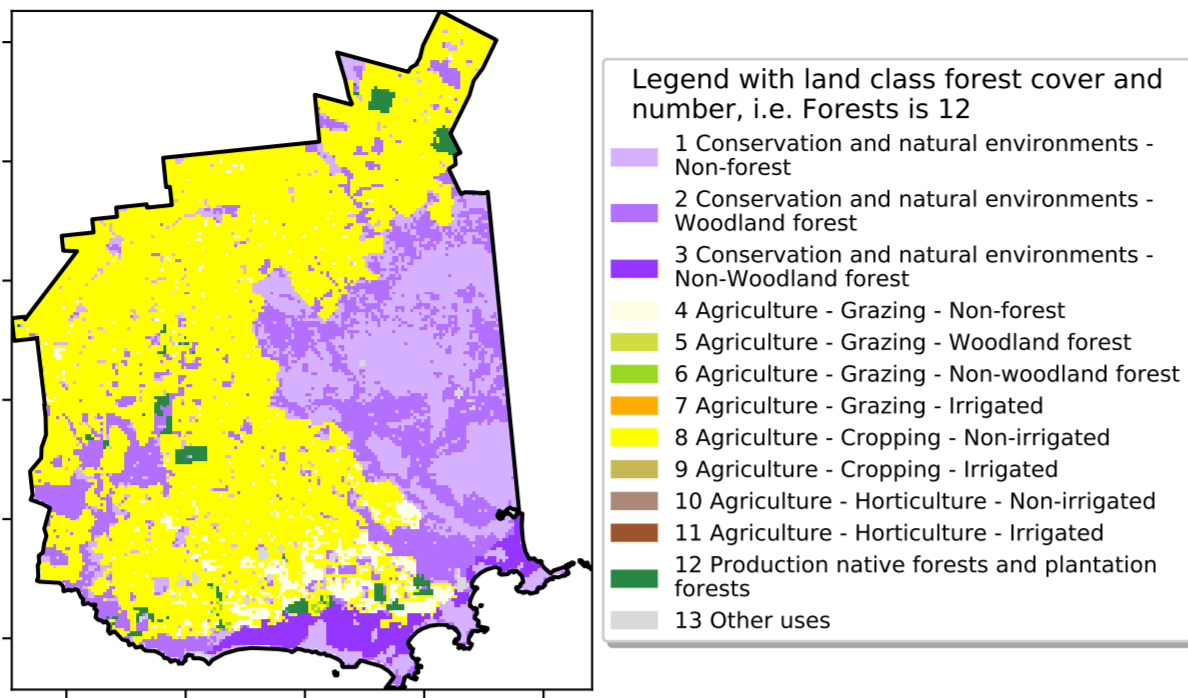 Legend with land class forest cover and
number, i.e. Forests is 12
1 Conservation and natural environments -
Non-forest
2 Conservation and natural environments -
Woodland forest
3 Conservation and natural environments -
Non-Woodland forest
4 Agriculture - Grazing - Non-forest
5 Agriculture - Grazing - Woodland forest
6 Agriculture - Grazing - Non-woodland forest
7 Agriculture - Grazing - Irrigated
8 Agriculture - Cropping - Non-irrigated
9 Agriculture - Cropping - Irrigated
10 Agriculture - Horticulture - Non-irrigated
11 Agriculture - Horticulture - Irrigated
12 Production native forests and plantation
forests
13 Other uses